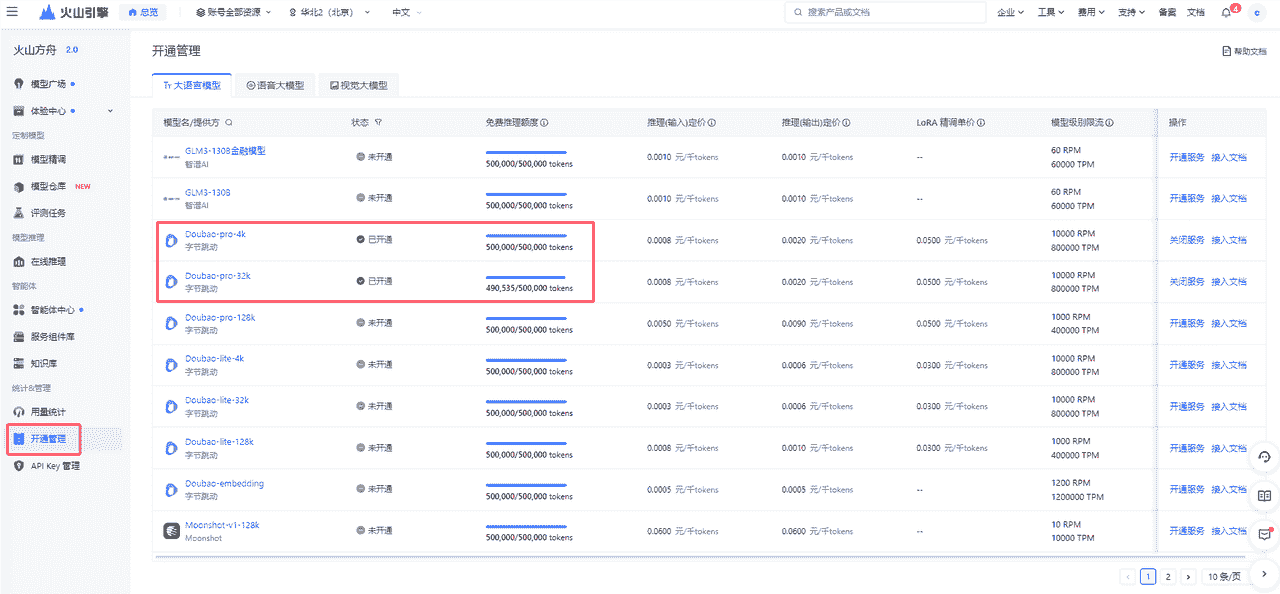 火山引擎 总览 账号全部资源 华北2（北京） 中文 搜索产品或文档 企业 工具 费用 支持 备案 文档 4 c
火山方舟 2.0
模型广场
体验中心
定制模型
模型精调
模型仓库 NEW
评测任务
模型推理
在线推理
智能体
智能体中心
服务组件库
知识库
统计&管理
用量统计
开通管理
API Key 管理
开通管理 帮助文档
大语言模型 语音大模型 视觉大模型
模型名/提供方 状态 免费推理额度 推理(输入)定价 推理(输出)定价 LoRA 精调单价 模型级别限流 操作
GLM3-130B金融模型
智谱AI
未开通 500,000/500,000 tokens 0.0010 元/千tokens 0.0010 元/千tokens -- 60 RPM
60000 TPM
开通服务 接入文档
GLM3-130B
智谱AI
未开通 500,000/500,000 tokens 0.0010 元/千tokens 0.0010 元/千tokens -- 60 RPM
60000 TPM
开通服务 接入文档
Doubao-pro-4k
字节跳动
已开通 500,000/500,000 tokens 0.0008 元/千tokens 0.0020 元/千tokens 0.0500 元/千tokens 10000 RPM
800000 TPM
关闭服务 接入文档
Doubao-pro-32k
字节跳动
已开通 490,535/500,000 tokens 0.0008 元/千tokens 0.0020 元/千tokens 0.0500 元/千tokens 10000 RPM
800000 TPM
关闭服务 接入文档
Doubao-pro-128k
字节跳动
未开通 500,000/500,000 tokens 0.0050 元/千tokens 0.0090 元/千tokens 0.0500 元/千tokens 1000 RPM
400000 TPM
开通服务 接入文档
Doubao-lite-4k
字节跳动
未开通 500,000/500,000 tokens 0.0003 元/千tokens 0.0006 元/千tokens 0.0300 元/千tokens 10000 RPM
800000 TPM
开通服务 接入文档
Doubao-lite-32k
字节跳动
未开通 500,000/500,000 tokens 0.0003 元/千tokens 0.0006 元/千tokens 0.0300 元/千tokens 10000 RPM
800000 TPM
开通服务 接入文档
Doubao-lite-128k
字节跳动
未开通 500,000/500,000 tokens 0.0008 元/千tokens 0.0010 元/千tokens 0.0300 元/千tokens 1000 RPM
400000 TPM
开通服务 接入文档
Doubao-embedding
字节跳动
未开通 500,000/500,000 tokens 0.0005 元/千tokens 0.0005 元/千tokens -- 1200 RPM
1200000 TPM
开通服务 接入文档
Moonshot-v1-128k
Moonshot
未开通 500,000/500,000 tokens 0.0600 元/千tokens 0.0600 元/千tokens -- 10 RPM
10000 TPM
开通服务 接入文档
1 2 10 条/页